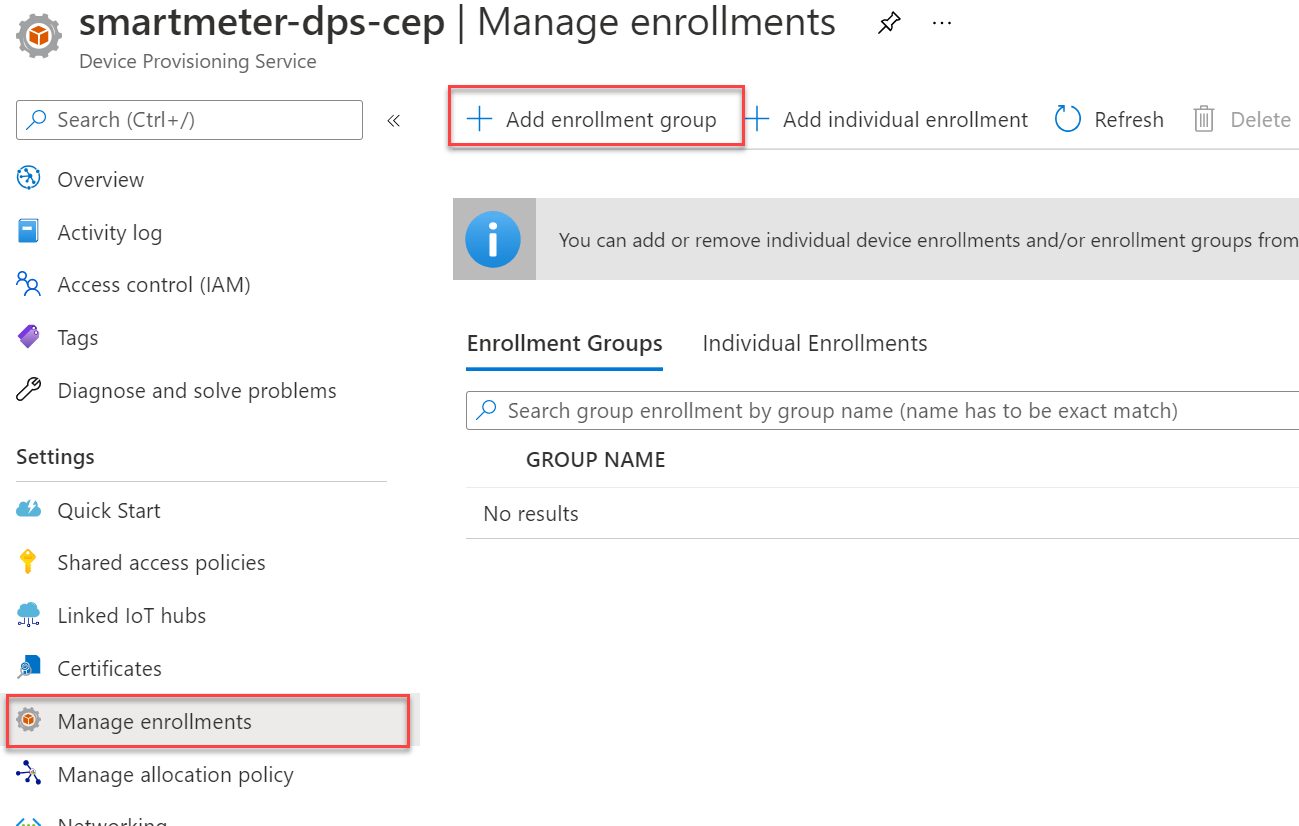 smartmeter-dps-cep | Manage enrollments
Device Provisioning Service
Search (Ctrl+/)
Overview
Activity log
Access control (IAM)
Tags
Diagnose and solve problems
Settings
Quick Start
Shared access policies
Linked IoT hubs
Certificates
Manage enrollments
Manage allocation policy
Networking
Add enrollment group
Add individual enrollment
Refresh
Delete
You can add or remove individual device enrollments and/or enrollment groups from
Enrollment Groups
Individual Enrollments
Search group enrollment by group name (name has to be exact match)
GROUP NAME
No results